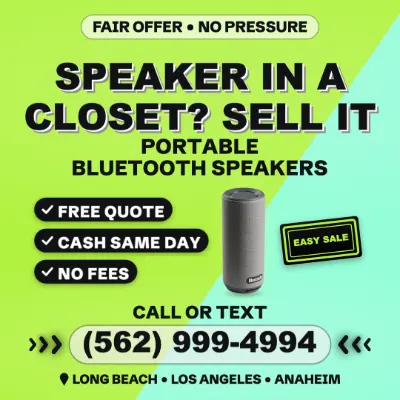 FAIR OFFER • NO PRESSURE
SPEAKER IN A
CLOSET? SELL IT
PORTABLE
BLUETOOTH SPEAKERS
✓ FREE QUOTE
✓ CASH SAME DAY
✓ NO FEES
EASY SALE
CALL OR TEXT
››› (562) 999-4994 ‹‹‹
LONG BEACH • LOS ANGELES • ANAHEIM